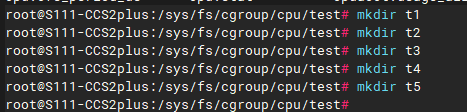 root@S111-CCS2plus:/sys/fs/cgroup/cpu/test# mkdir t1
root@S111-CCS2plus:/sys/fs/cgroup/cpu/test# mkdir t2
root@S111-CCS2plus:/sys/fs/cgroup/cpu/test# mkdir t3
root@S111-CCS2plus:/sys/fs/cgroup/cpu/test# mkdir t4
root@S111-CCS2plus:/sys/fs/cgroup/cpu/test# mkdir t5
root@S111-CCS2plus:/sys/fs/cgroup/cpu/test#